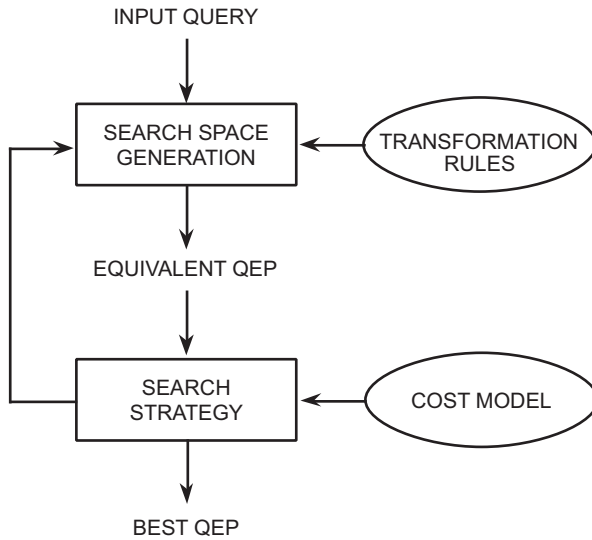 INPUT QUERY
SEARCH SPACE
GENERATION
TRANSFORMATION
RULES
EQUIVALENT QEP
SEARCH
STRATEGY
COST MODEL
BEST QEP